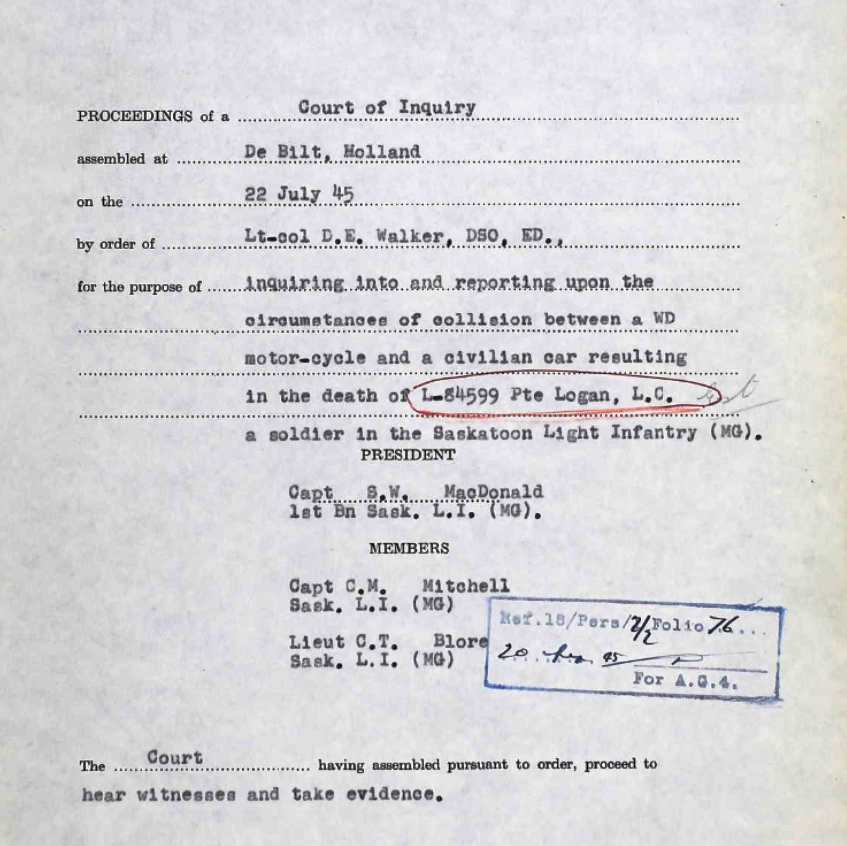 PROCEEDINGS of a Court of Inquiry
assembled at De Bilt, Holland
on the 22 July 45
by order of Lt-col D.E. Walker, DSO, ED.,
for the purpose of inquiring into and reporting upon the
circumstances of collision between a WD
motor-cycle and a civilian car resulting
in the death of L-84599 Pte Logan, L.C.
a soldier in the Saskatoon Light Infantry (MG).
PRESIDENT
Capt S.W. MacDonald
1st Bn Sask. L.I. (MG).
MEMBERS
Capt C.M. Mitchell
Sask. L.I. (MG)
Lieut C.T. Blore
Sask. L.I. (MG)
Ref.18/Pers/2/2 Folio 76...
20 45
For A.G.4.
The Court having assembled pursuant to order, proceed to
hear witnesses and take evidence.